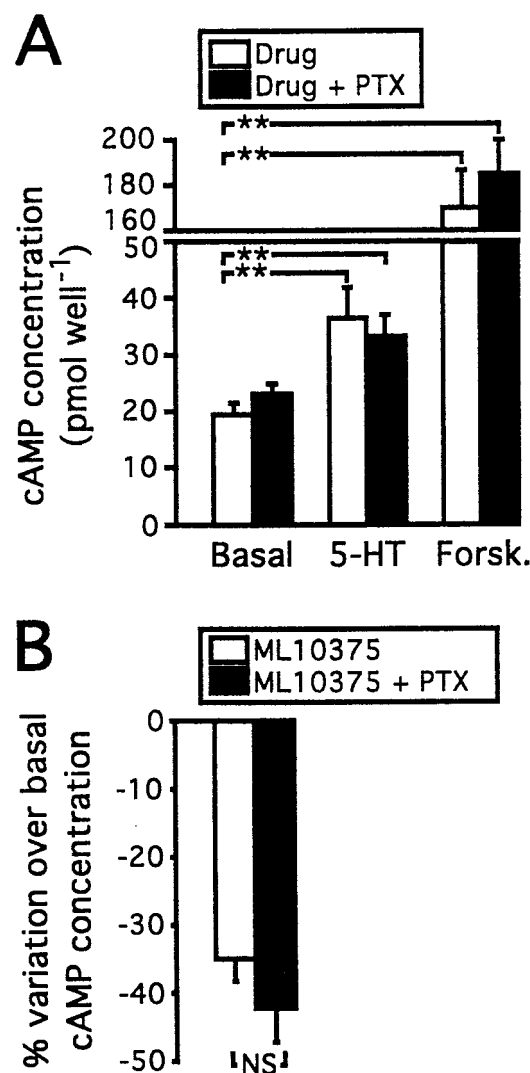 A
Drug
Drug + PTX
cAMP concentration
(pmol well⁻¹)
200
180
160
50
40
30
20
10
0
**
**
**
**
Basal 5-HT Forsk.
B
ML10375
ML10375 + PTX
% variation over basal
cAMP concentration
0
-10
-20
-30
-40
-50
NS